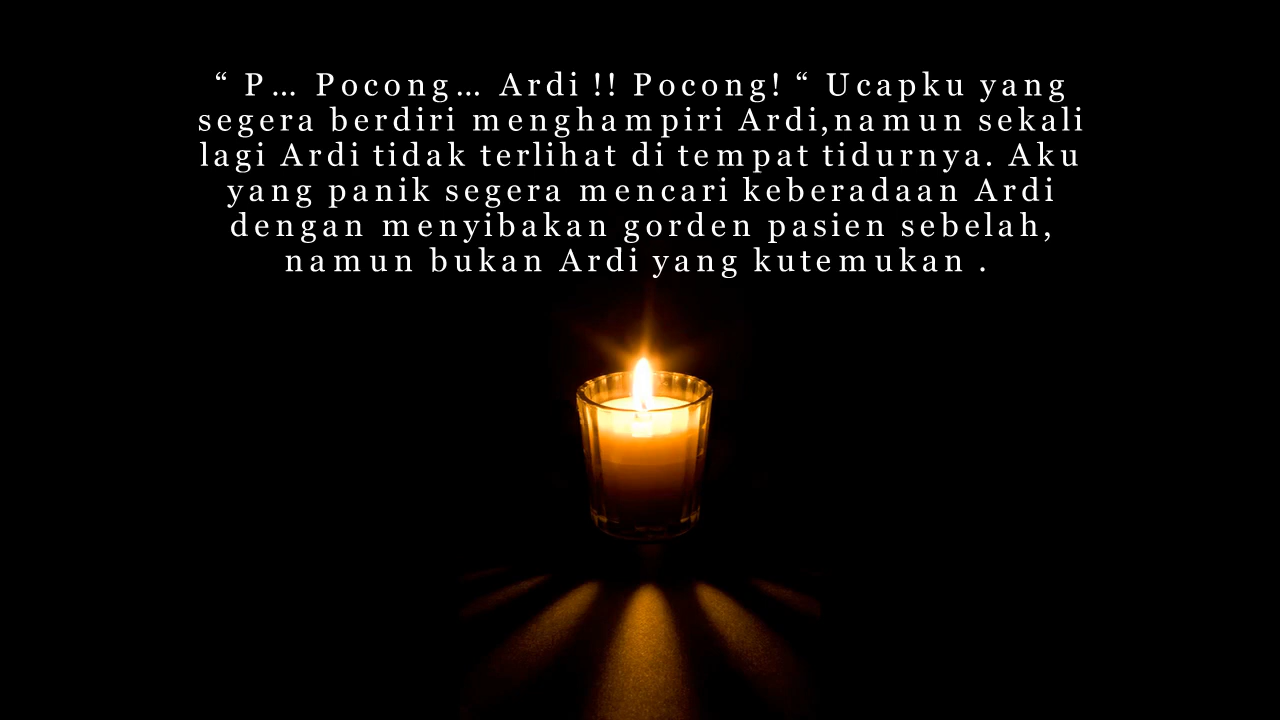 “ P... Pocong... Ardi !! Pocong! “ Ucapku yang
segera berdiri menghampiri Ardi,namun sekali
lagi Ardi tidak terlihat di tempat tidurnya. Aku
yang panik segera mencari keberadaan Ardi
dengan menyibakan gorden pasien sebelah,
namun bukan Ardi yang kutemukan .